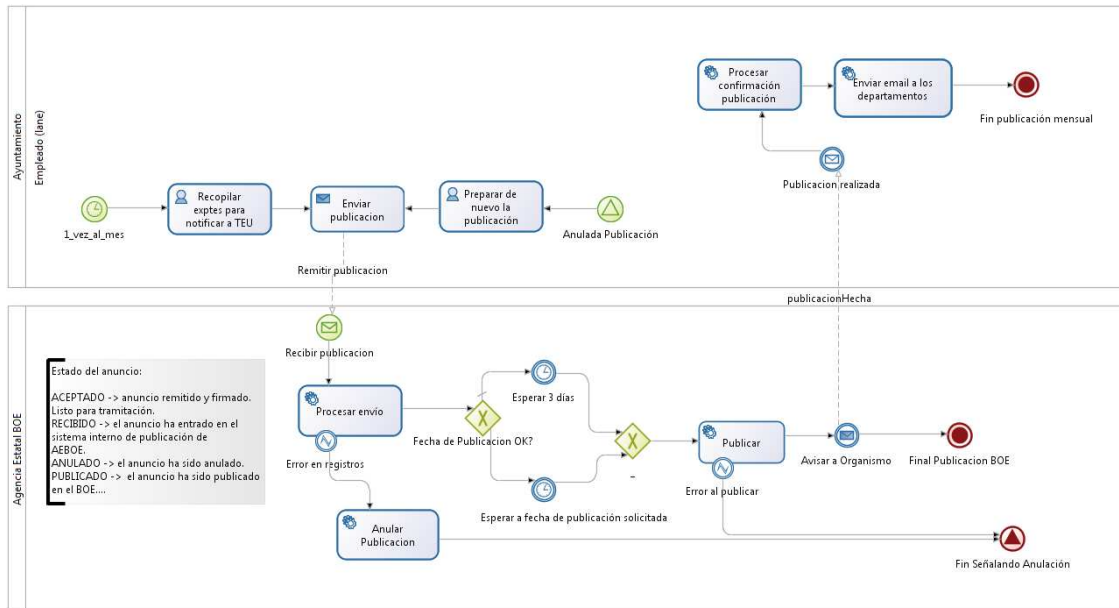 Ayuntamiento
Empleado (lane)
1_vez_al_mes
Recopilar
exptes para
notificar a TEU
Enviar
publicacion
Preparar de
nuevo la
publicación
Anulada Publicación
Remitir publicacion
Procesar
confirmación
publicación
Enviar email a los
departamentos
Fin publicación mensual
Publicacion realizada
publicacionHecha
Agencia Estatal BOE
Estado del anuncio:
ACEPTADO -> anuncio remitido y firmado.
Listo para tramitación.
RECIBIDO -> el anuncio ha entrado en el
sistema interno de publicación de
AEBOE.
ANULADO -> el anuncio ha sido anulado.
PUBLICADO -> el anuncio ha sido publicado
en el BOE....
Recibir publicacion
Procesar envío
Error en registros
Anular
Publicacion
Fecha de Publicacion OK?
Esperar 3 días
Esperar a fecha de publicación solicitada
-
Publicar
Error al publicar
Avisar a Organismo
Final Publicacion BOE
Fin Señalando Anulación